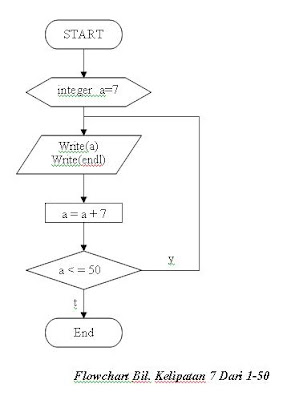 START
integer a=7
Write(a)
Write(endl)
a = a + 7
a < = 50
y
t
End
Flowchart Bil. Kelipatan 7 Dari 1-50